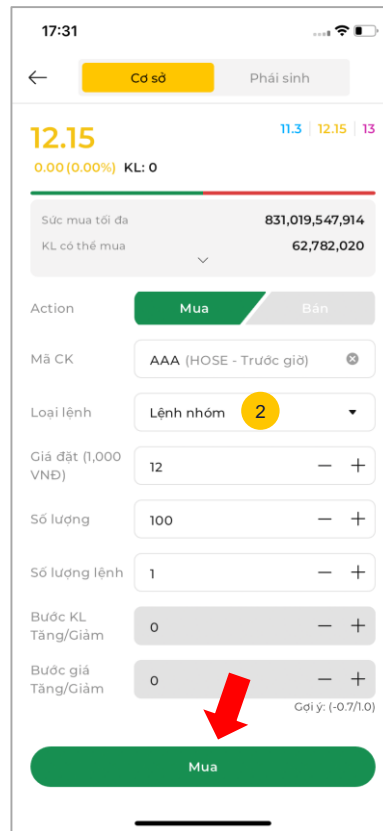 17:31
Cơ sở Phái sinh
12.15 11.3 12.15 13
0.00 (0.00%) KL: 0
Sức mua tối đa 831,019,547,914
KL có thể mua 62,782,020
Action Mua Bán
Mã CK AAA (HOSE - Trước giờ)
Loại lệnh Lệnh nhóm 2
Giá đặt (1,000
VNĐ) 12
Số lượng 100
Số lượng lệnh 1
Bước KL
Tăng/Giảm 0
Bước giá
Tăng/Giảm 0
Gợi ý: (-0.7/1.0)
Mua